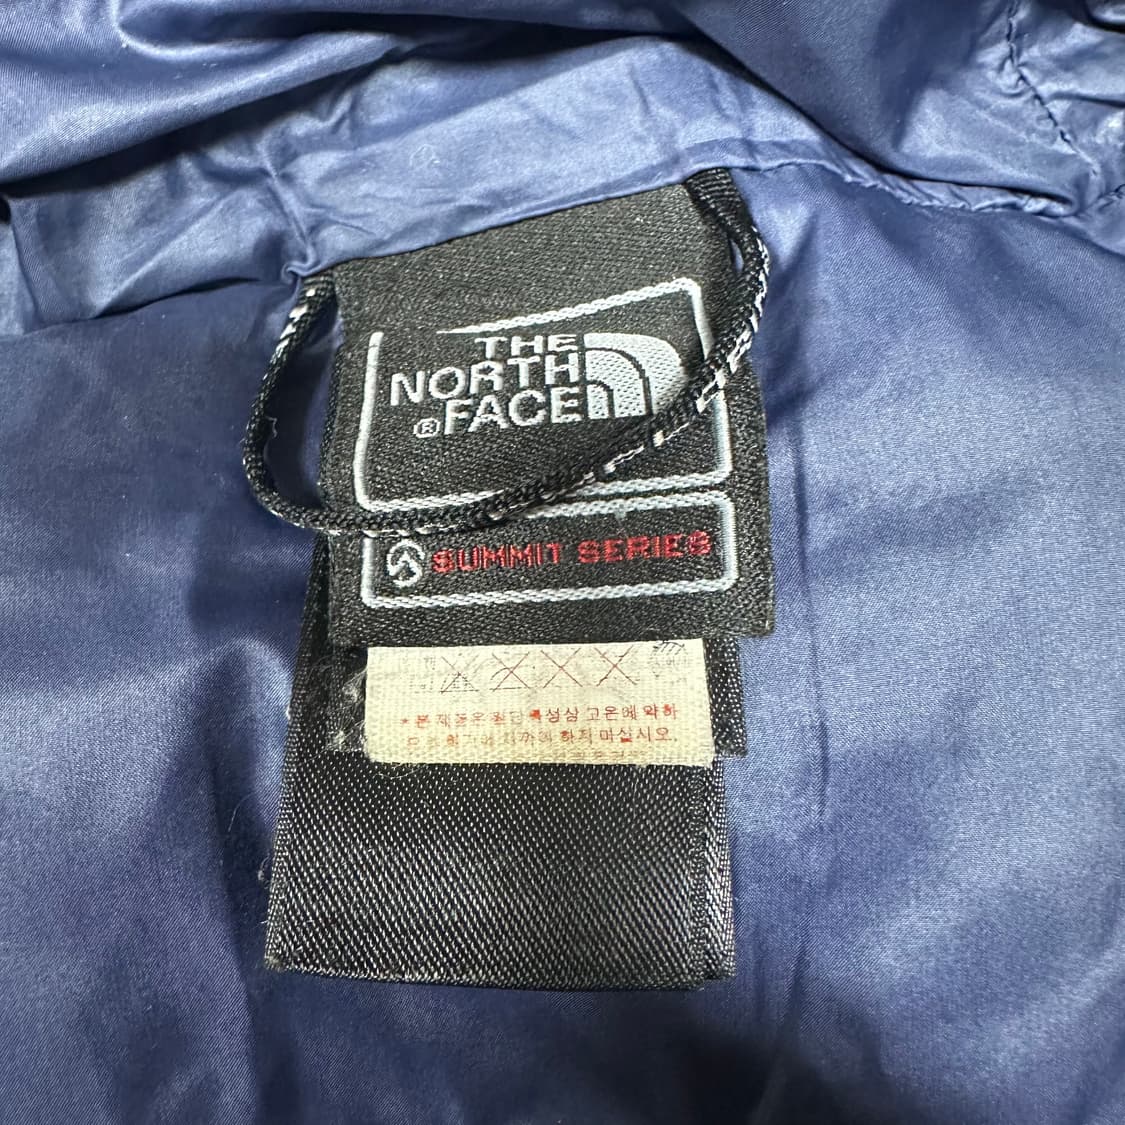 THE
NORTH
® FACE
SUMMIT SERIES
* 본 제품은 원단 특성상 고온에 약하
하지 마십시오.